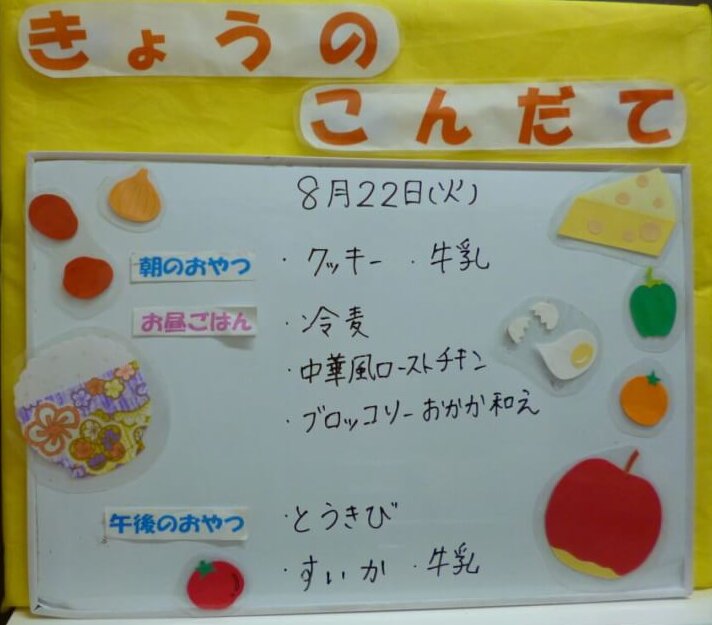 きょうの
こんだて
8月22日(火)
朝のおやつ ・クッキー ・牛乳
お昼ごはん ・冷麦
・中華風ローストチキン
・ブロッコリーおかか和え
午後のおやつ ・とうきび
・すいか ・牛乳